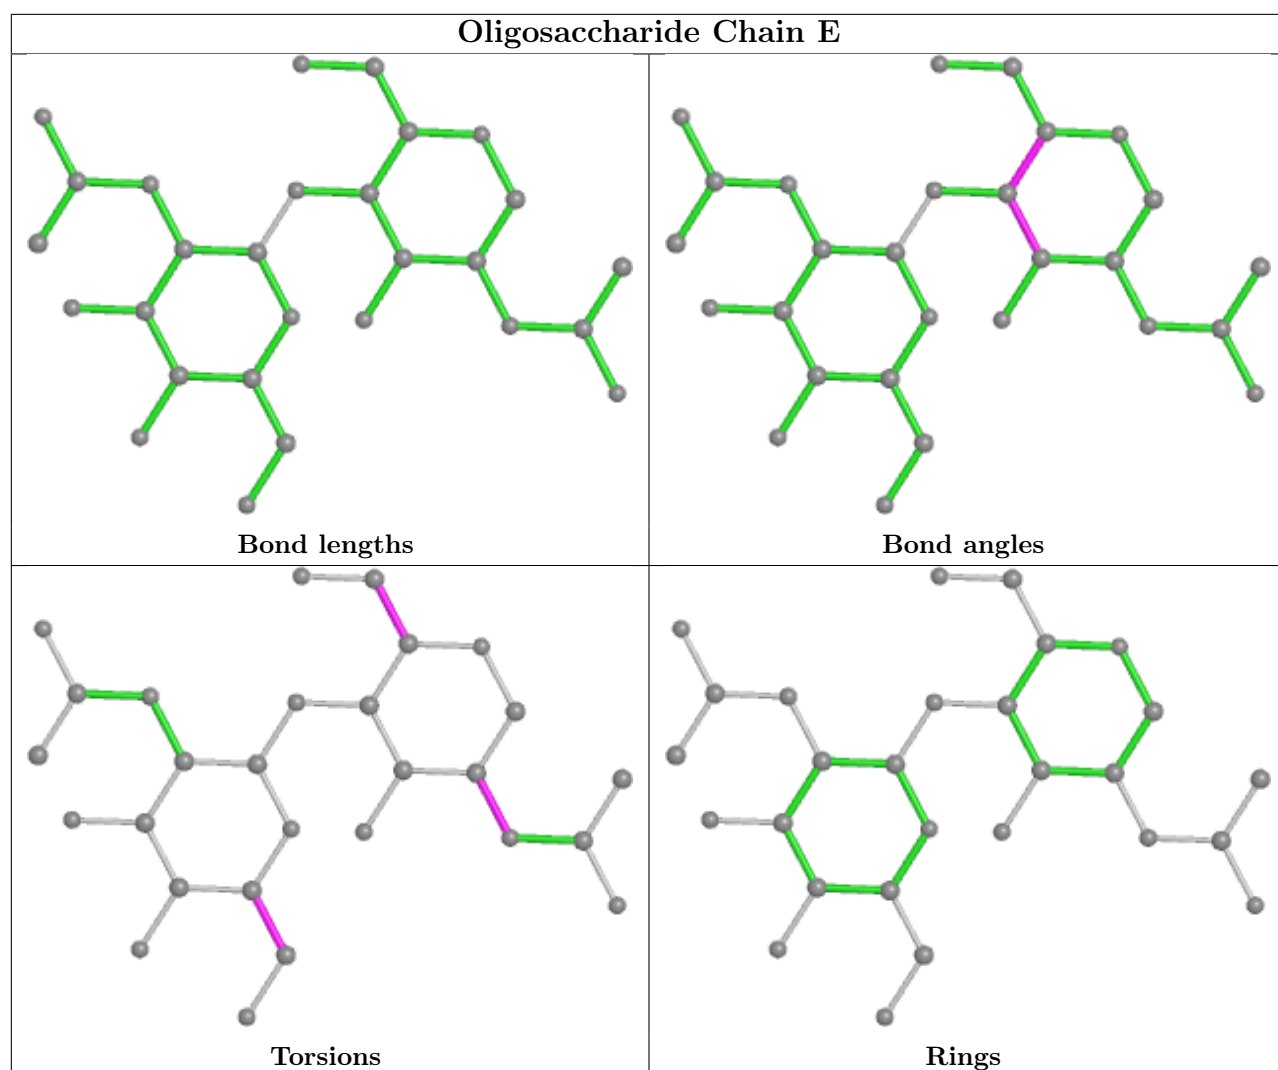 Oligosaccharide Chain E
Bond lengths
Bond angles
Torsions
Rings